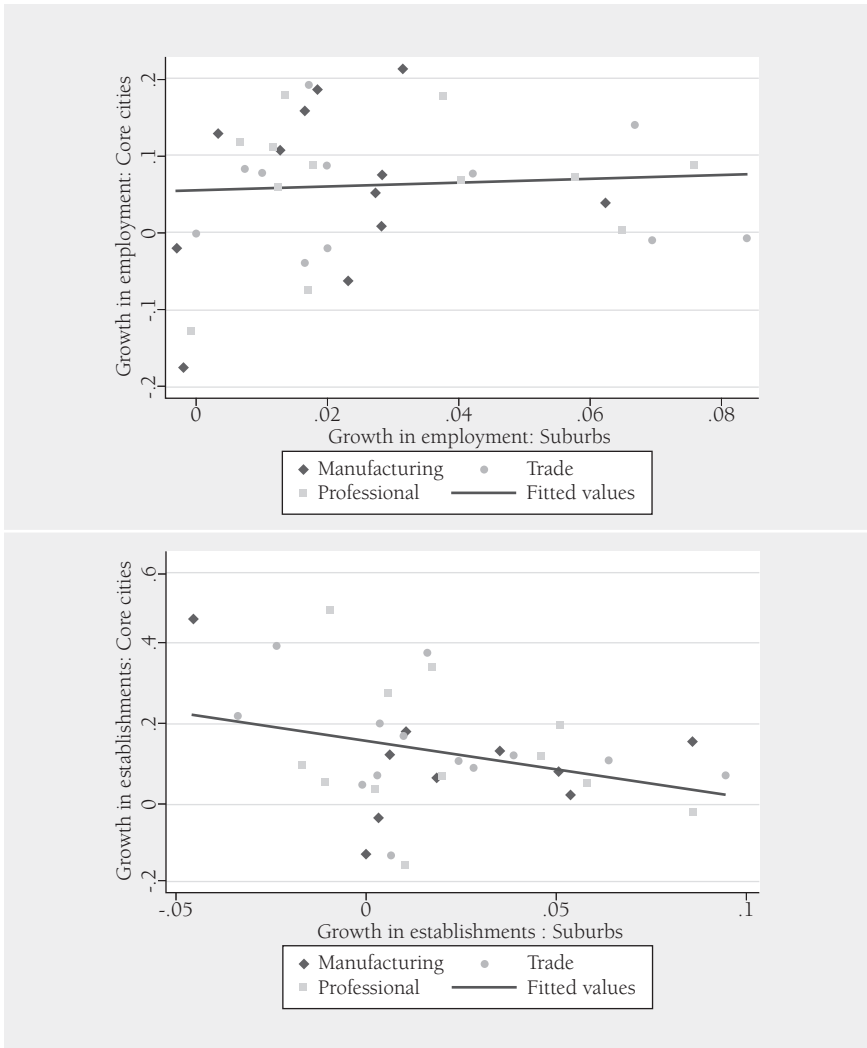 Growth in employment: Core cities
.2
.1
0
-.1
-.2
0 .02 .04 .06 .08
Growth in employment: Suburbs
Manufacturing Trade
Professional Fitted values
Growth in establishments: Core cities
.6
.4
.2
0
-.2
-.05 0 .05 .1
Growth in establishments : Suburbs
Manufacturing Trade
Professional Fitted values